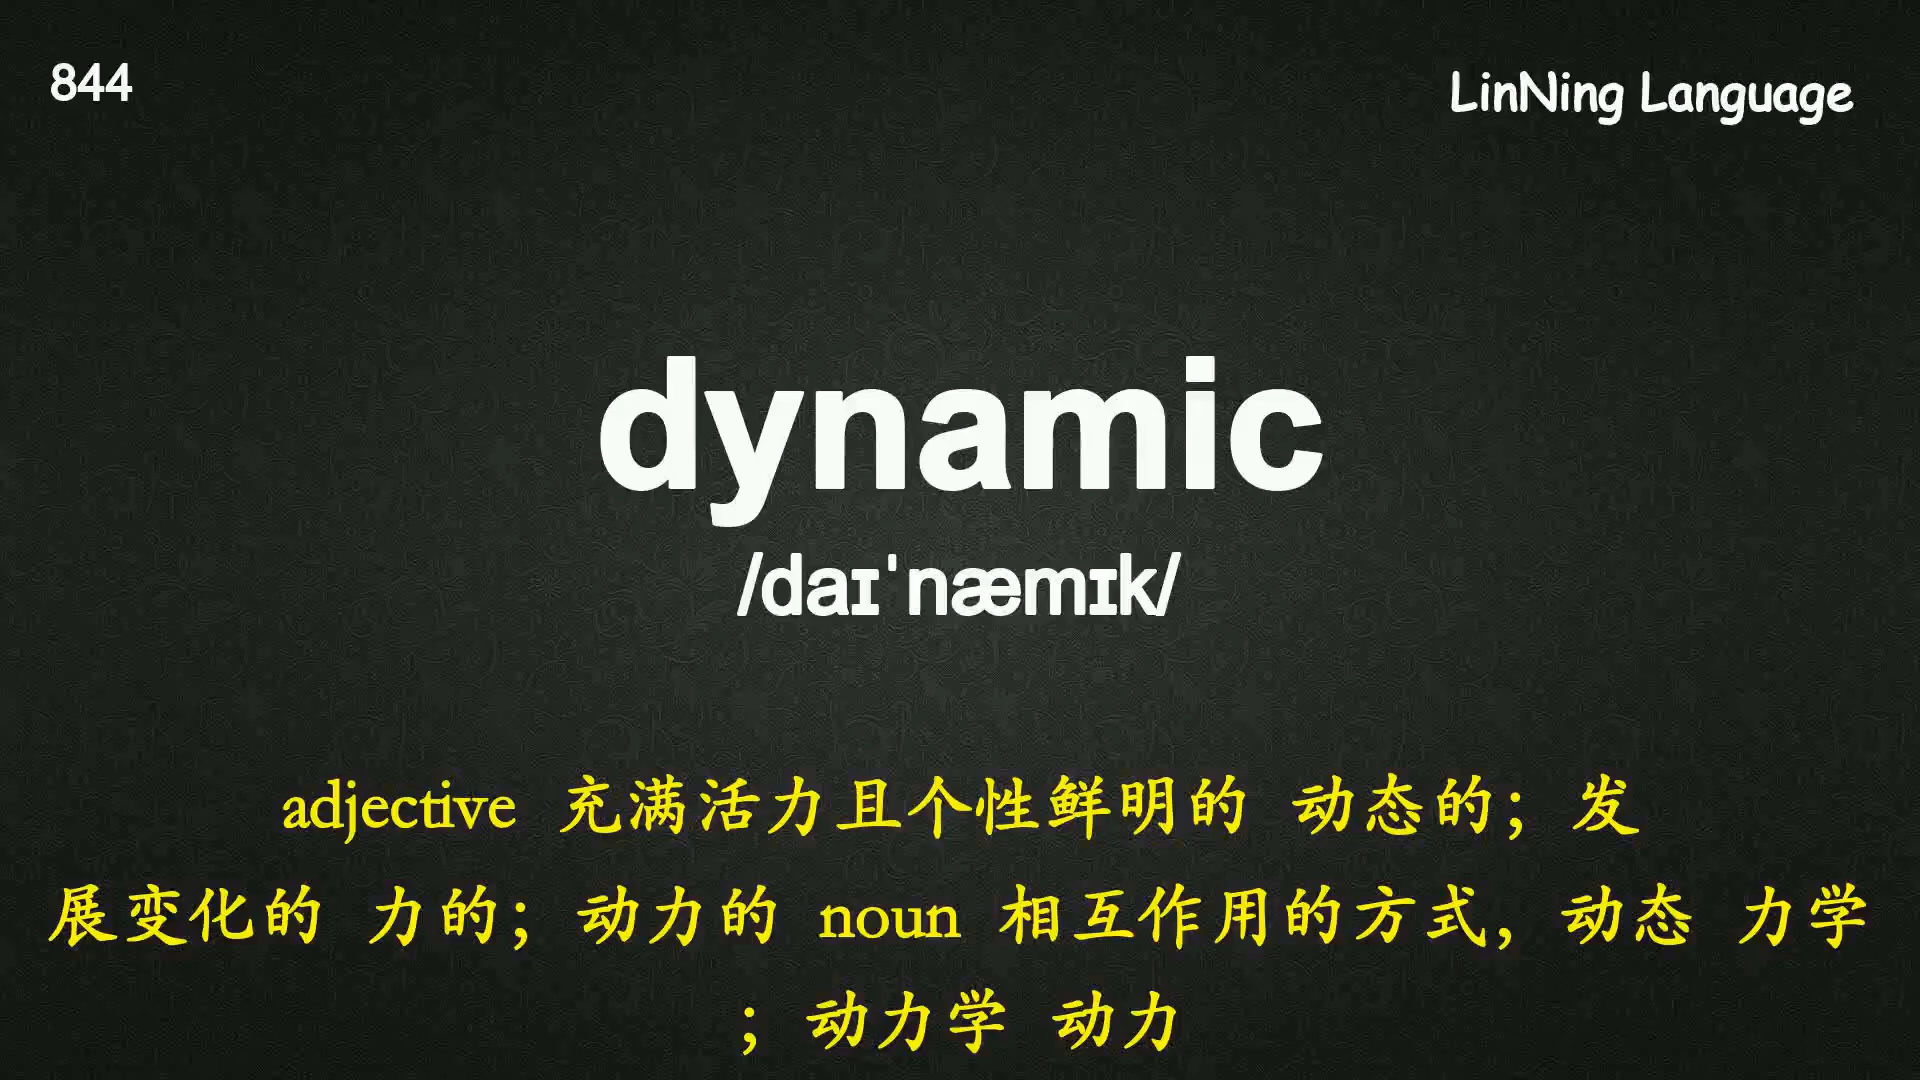 844
LinNing Language
dynamic
/daɪˈnæmɪk/
adjective 充满活力且个性鲜明的 动态的；发
展变化的 力的；动力的 noun 相互作用的方式，动态 力学
；动力学 动力